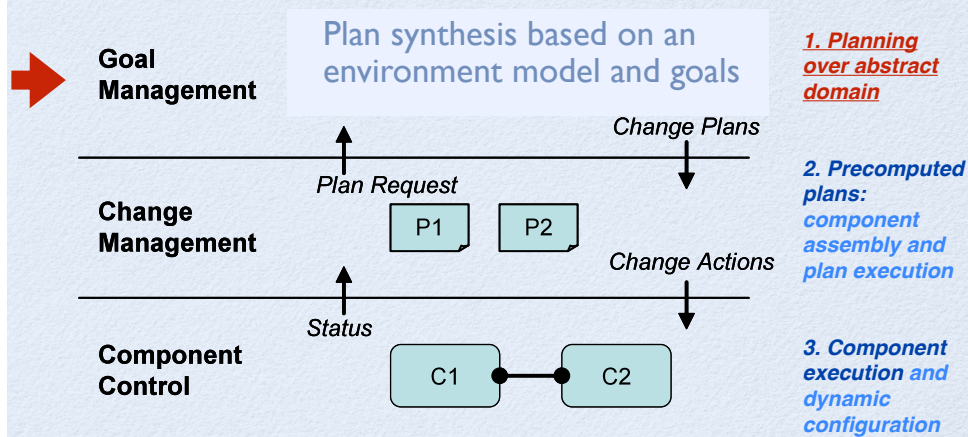 Goal
Management
Plan synthesis based on an
environment model and goals
1. Planning
over abstract
domain
Change Plans
Plan Request
Change
Management
P1
P2
2. Precomputed
plans:
component
assembly and
plan execution
Change Actions
Status
Component
Control
C1
C2
3. Component
execution and
dynamic
configuration